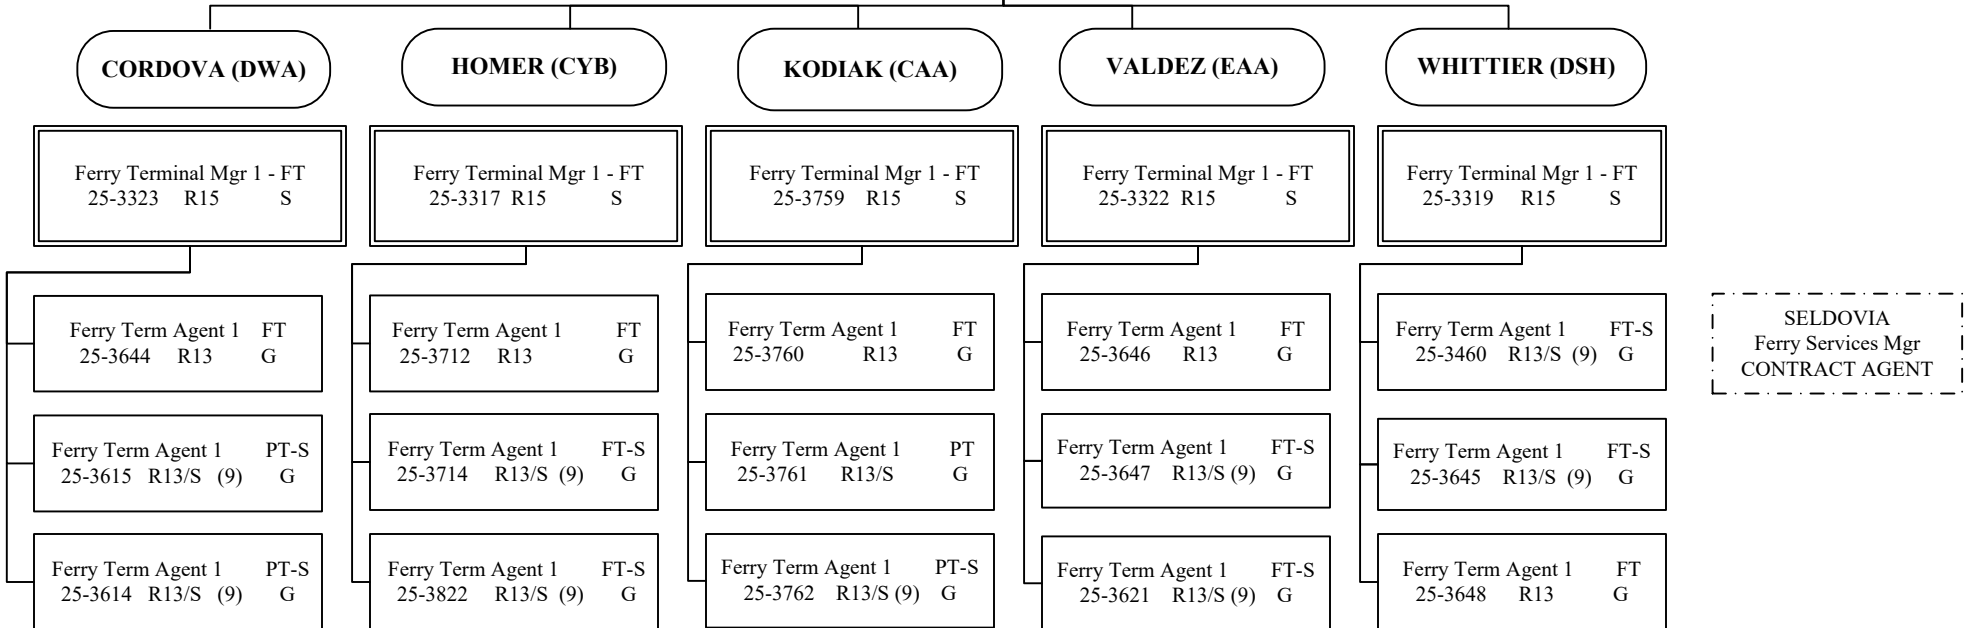 CORDOVA (DWA)
HOMER (CYB)
KODIAK (CAA)
VALDEZ (EAA)
WHITTIER (DSH)
Ferry Terminal Mgr 1 - FT
25-3323 R15 S
Ferry Terminal Mgr 1 - FT
25-3317 R15 S
Ferry Terminal Mgr 1 - FT
25-3759 R15 S
Ferry Terminal Mgr 1 - FT
25-3322 R15 S
Ferry Terminal Mgr 1 - FT
25-3319 R15 S
Ferry Term Agent 1 FT
25-3644 R13 G
Ferry Term Agent 1 FT
25-3712 R13 G
Ferry Term Agent 1 FT
25-3760 R13 G
Ferry Term Agent 1 FT
25-3646 R13 G
Ferry Term Agent 1 FT-S
25-3460 R13/S (9) G
SELDOVIA
Ferry Services Mgr
CONTRACT AGENT
Ferry Term Agent 1 PT-S
25-3615 R13/S (9) G
Ferry Term Agent 1 FT-S
25-3714 R13/S (9) G
Ferry Term Agent 1 PT
25-3761 R13/S G
Ferry Term Agent 1 FT-S
25-3647 R13/S (9) G
Ferry Term Agent 1 FT-S
25-3645 R13/S (9) G
Ferry Term Agent 1 PT-S
25-3614 R13/S (9) G
Ferry Term Agent 1 FT-S
25-3822 R13/S (9) G
Ferry Term Agent 1 PT-S
25-3762 R13/S (9) G
Ferry Term Agent 1 FT-S
25-3621 R13/S (9) G
Ferry Term Agent 1 FT
25-3648 R13 G